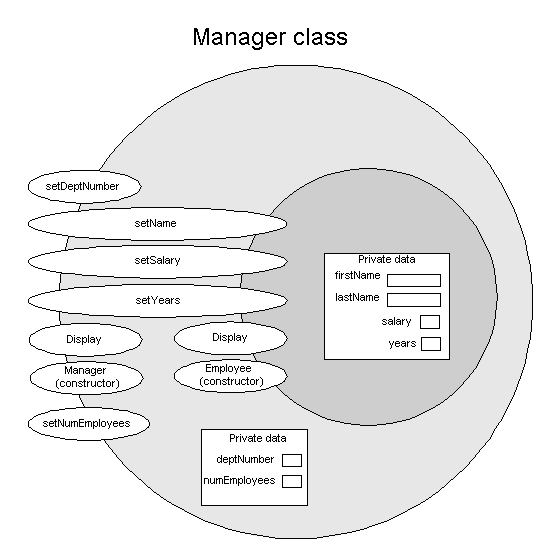 Manager class
setDeptNumber
setName
setSalary
setYears
Display
Manager
(constructor)
setNumEmployees
Display
Employee
(constructor)
Private data
firstName
lastName
salary
years
Private data
deptNumber
numEmployees